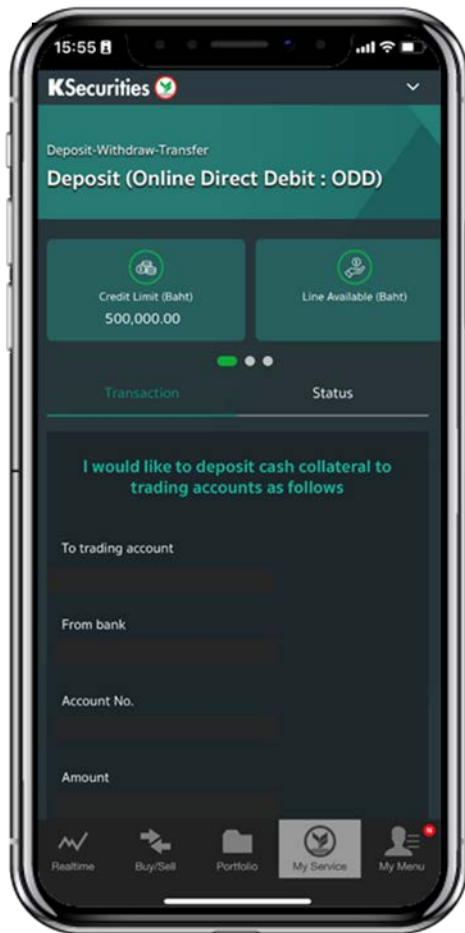 15:55
KSecurities
Deposit-Withdraw-Transfer
Deposit (Online Direct Debit : ODD)
Credit Limit (Baht)
500,000.00
Line Available (Baht)
Transaction
Status
I would like to deposit cash collateral to
trading accounts as follows
To trading account
From bank
Account No.
Amount
Realtime
Buy/Sell
Portfolio
My Service
My Menu
N